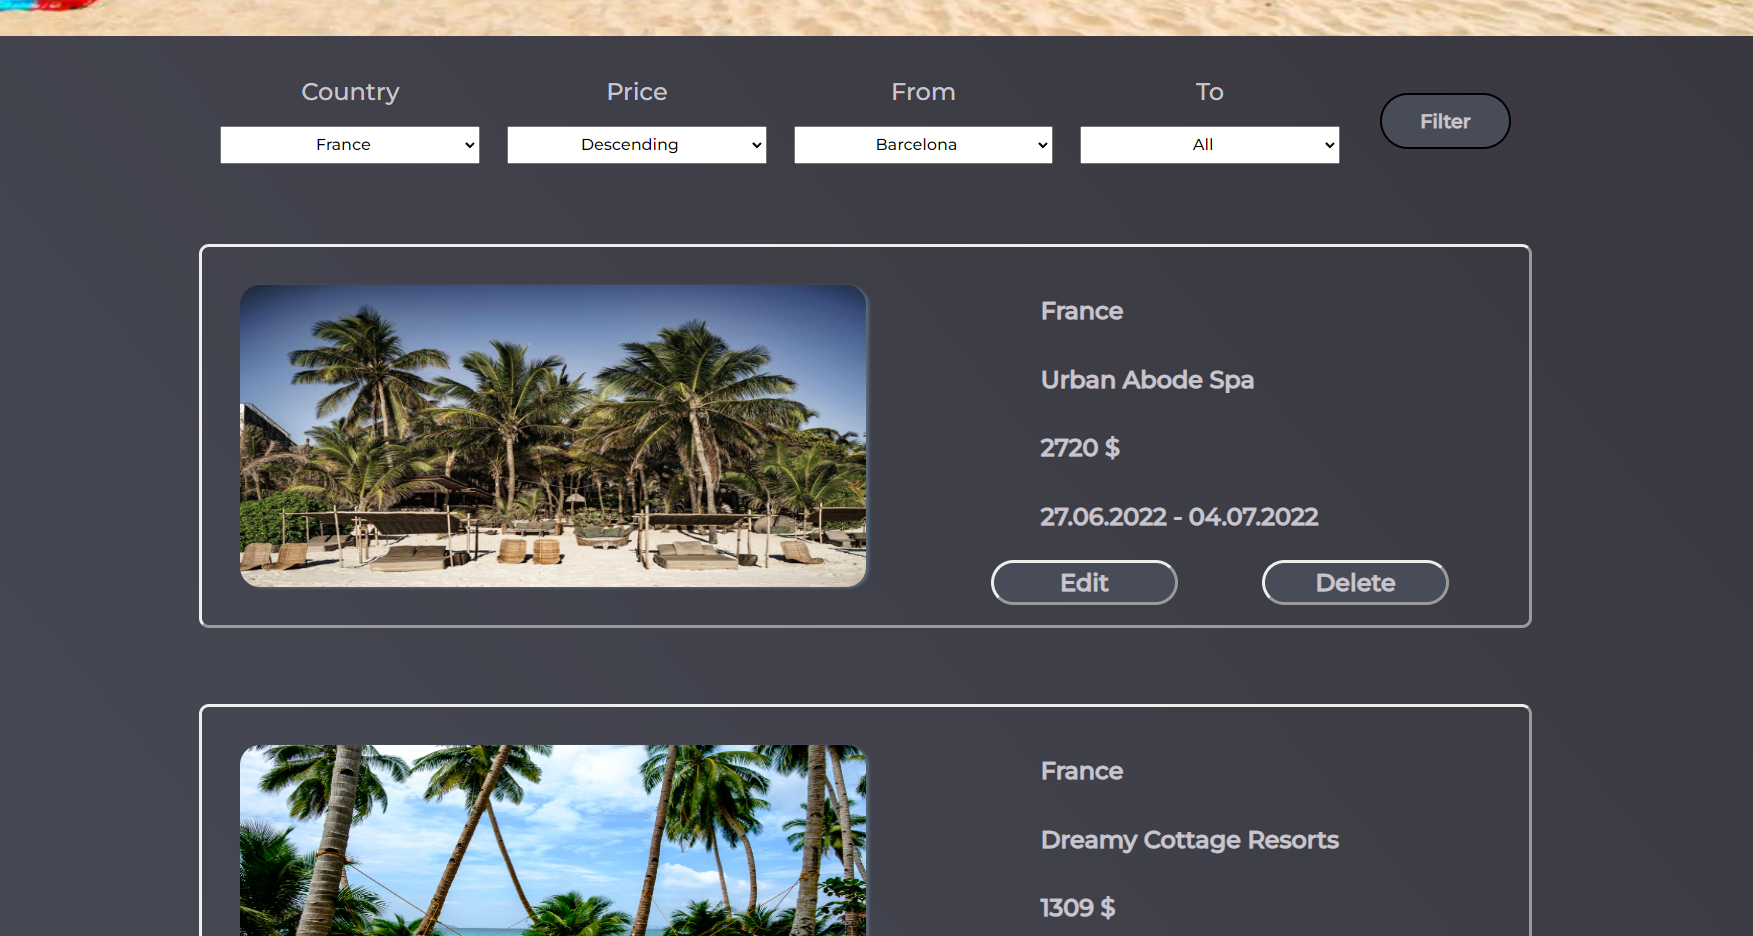 Country Price From To
France Descending Barcelona All Filter
France
Urban Abode Spa
2720 $
27.06.2022 - 04.07.2022
Edit Delete
France
Dreamy Cottage Resorts
1309 $